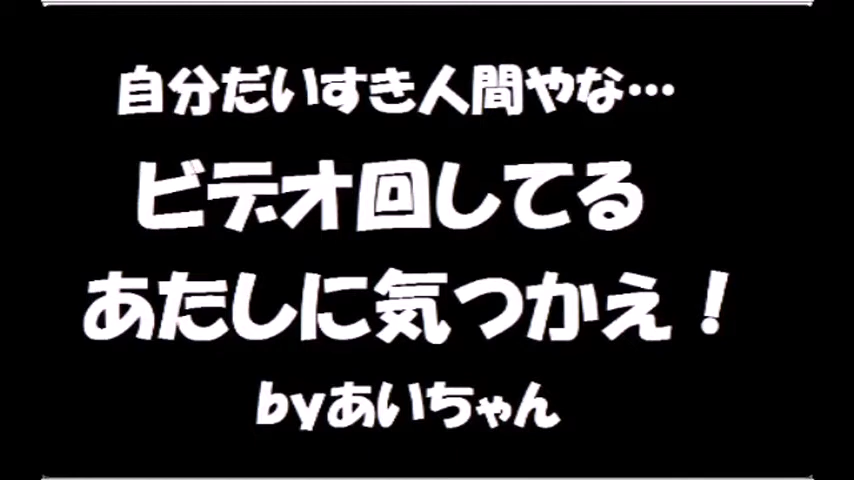 自分だいすき人間やな…
ビデオ回してる
あたしに気つかえ！
byあいちゃん